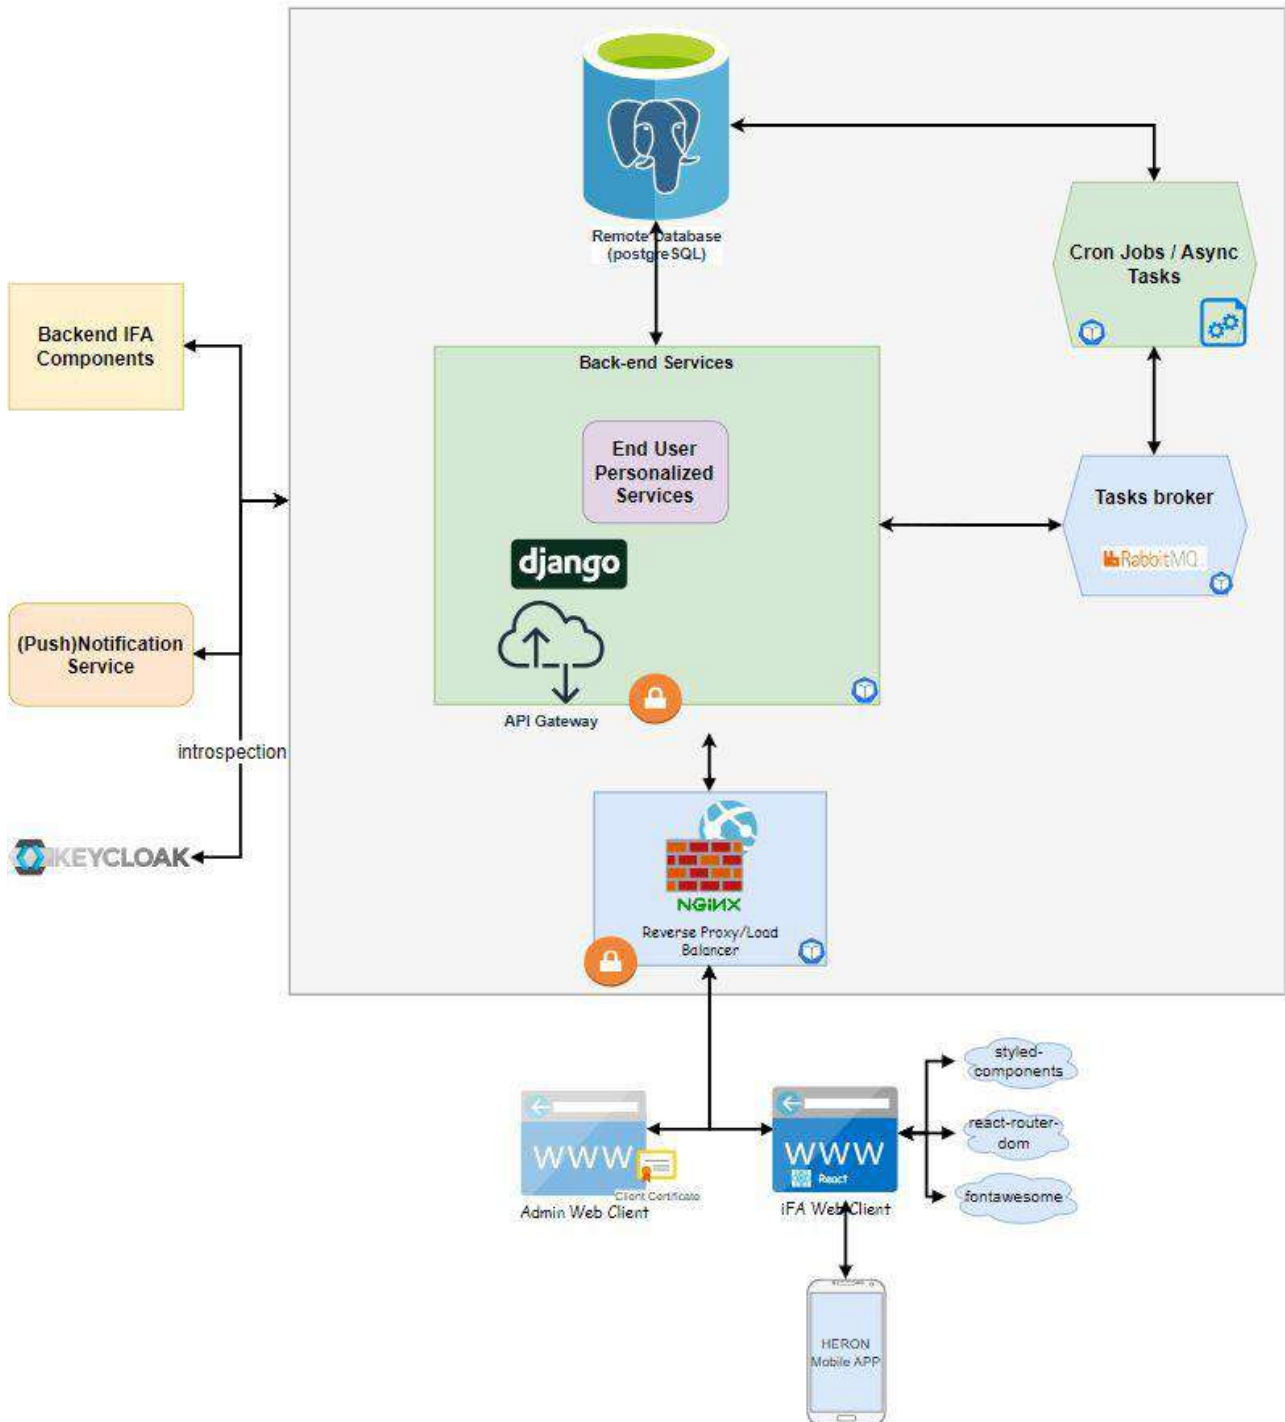 Remote Database
(postgreSQL)
Cron Jobs / Async
Tasks
Backend IFA
Components
Back-end Services
End User
Personalized
Services
Tasks broker
RabbitMQ
django
(Push)Notification
Service
API Gateway
introspection
KEYCLOAK
NGiNX
Reverse Proxy/Load
Balancer
styled-
components
WWW
Client Certificate
Admin Web Client
WWW
React
iFA Web Client
react-router-
dom
fontawesome
HERON
Mobile APP